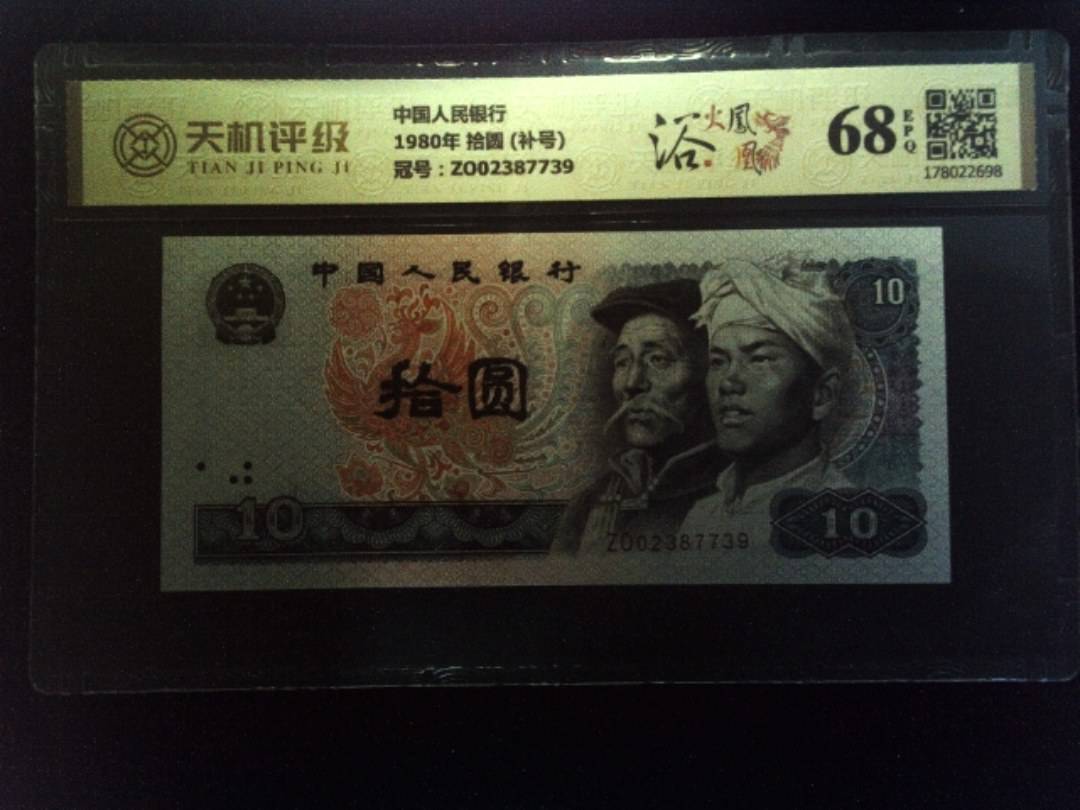 天机评级
TIAN JI PING JI
中国人民银行
1980年 拾圆 (补号)
冠号：ZO02387739
浴火凤凰
68
EPQ
178022698
中国人民银行
10
拾圆
10
10
ZO02387739